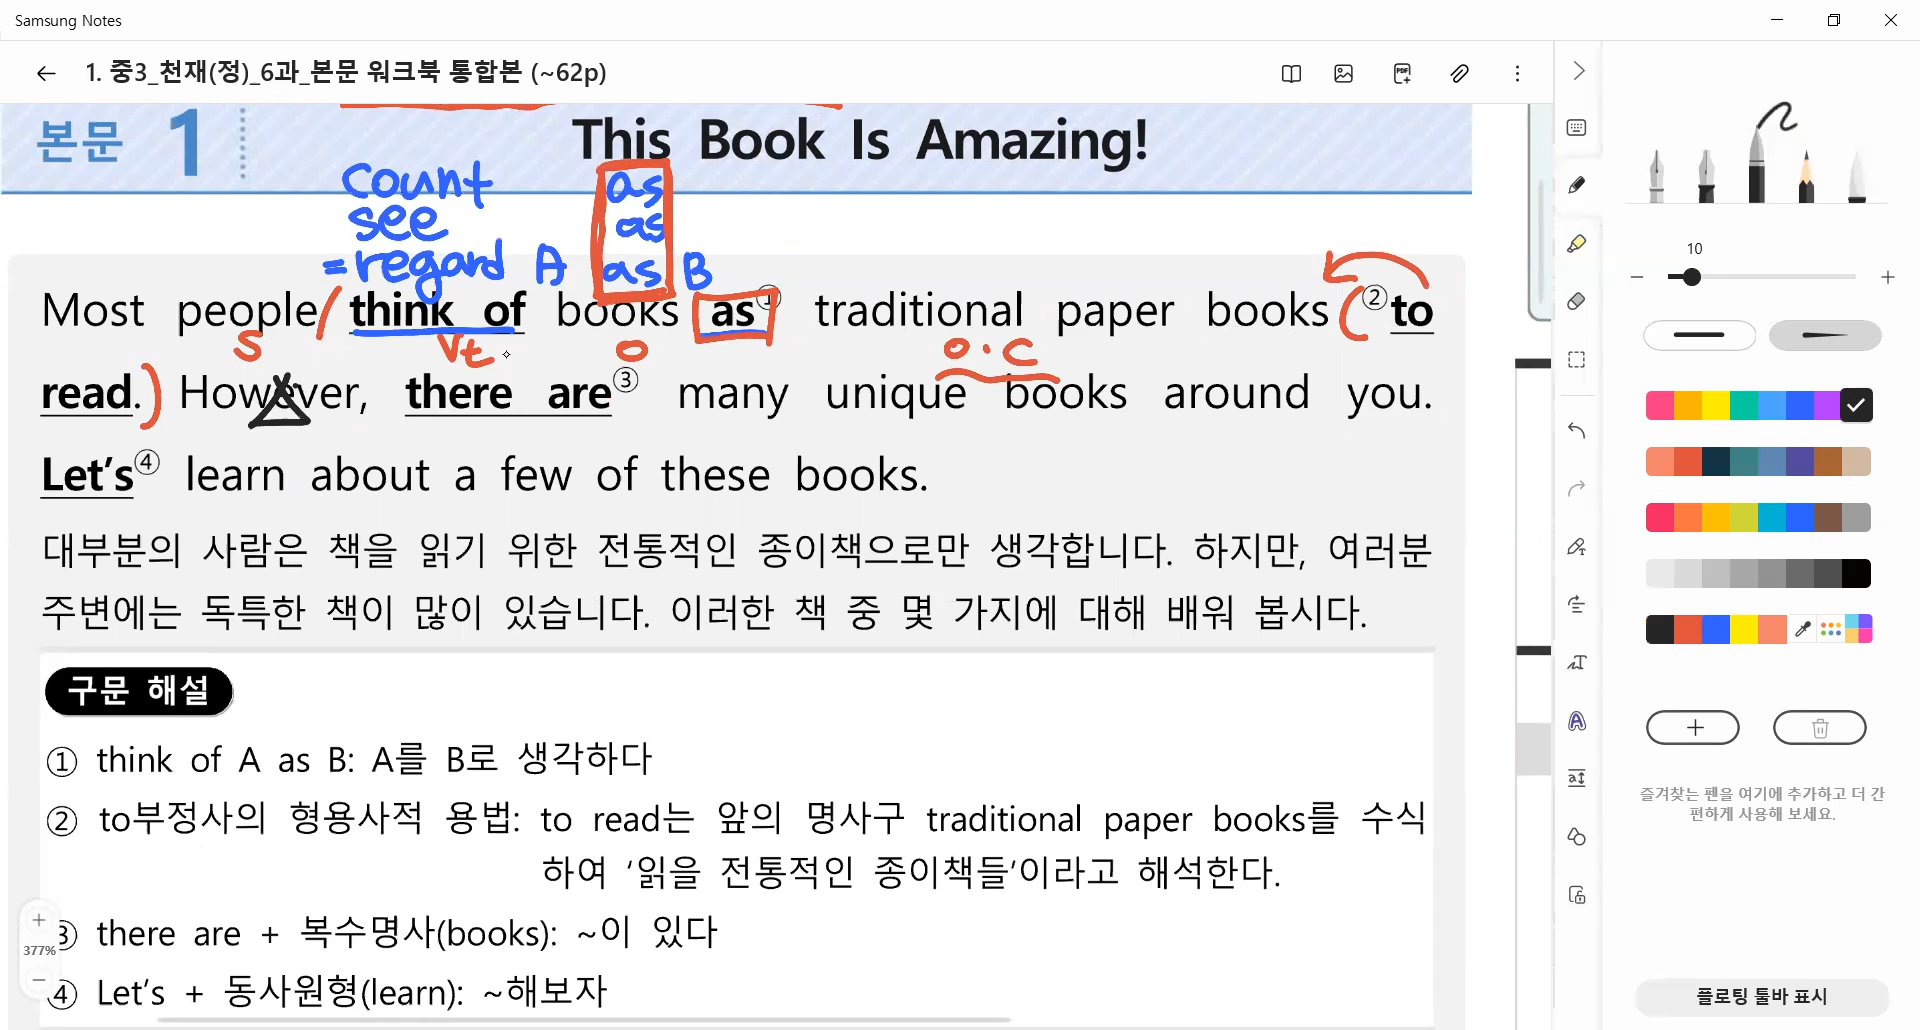 Samsung Notes
1. 중3_천재(정)_6과_본문 워크북 통합본 (~62p)
본문 1
This Book Is Amazing!
count as
see as
=regard A as B
Most people/ think of books as① traditional paper books (②to
S Vt O O.C
read.) However, there are③ many unique books around you.
Let's④ learn about a few of these books.
대부분의 사람은 책을 읽기 위한 전통적인 종이책으로만 생각합니다. 하지만, 여러분
주변에는 독특한 책이 많이 있습니다. 이러한 책 중 몇 가지에 대해 배워 봅시다.
구문 해설
① think of A as B: A를 B로 생각하다
② to부정사의 형용사적 용법: to read는 앞의 명사구 traditional paper books를 수식
하여 '읽을 전통적인 종이책들'이라고 해석한다.
③ there are + 복수명사(books): ~이 있다
④ Let's + 동사원형(learn): ~해보자
377%
10
즐겨찾는 펜을 여기에 추가하고 더 간
편하게 사용해 보세요.
플로팅 툴바 표시